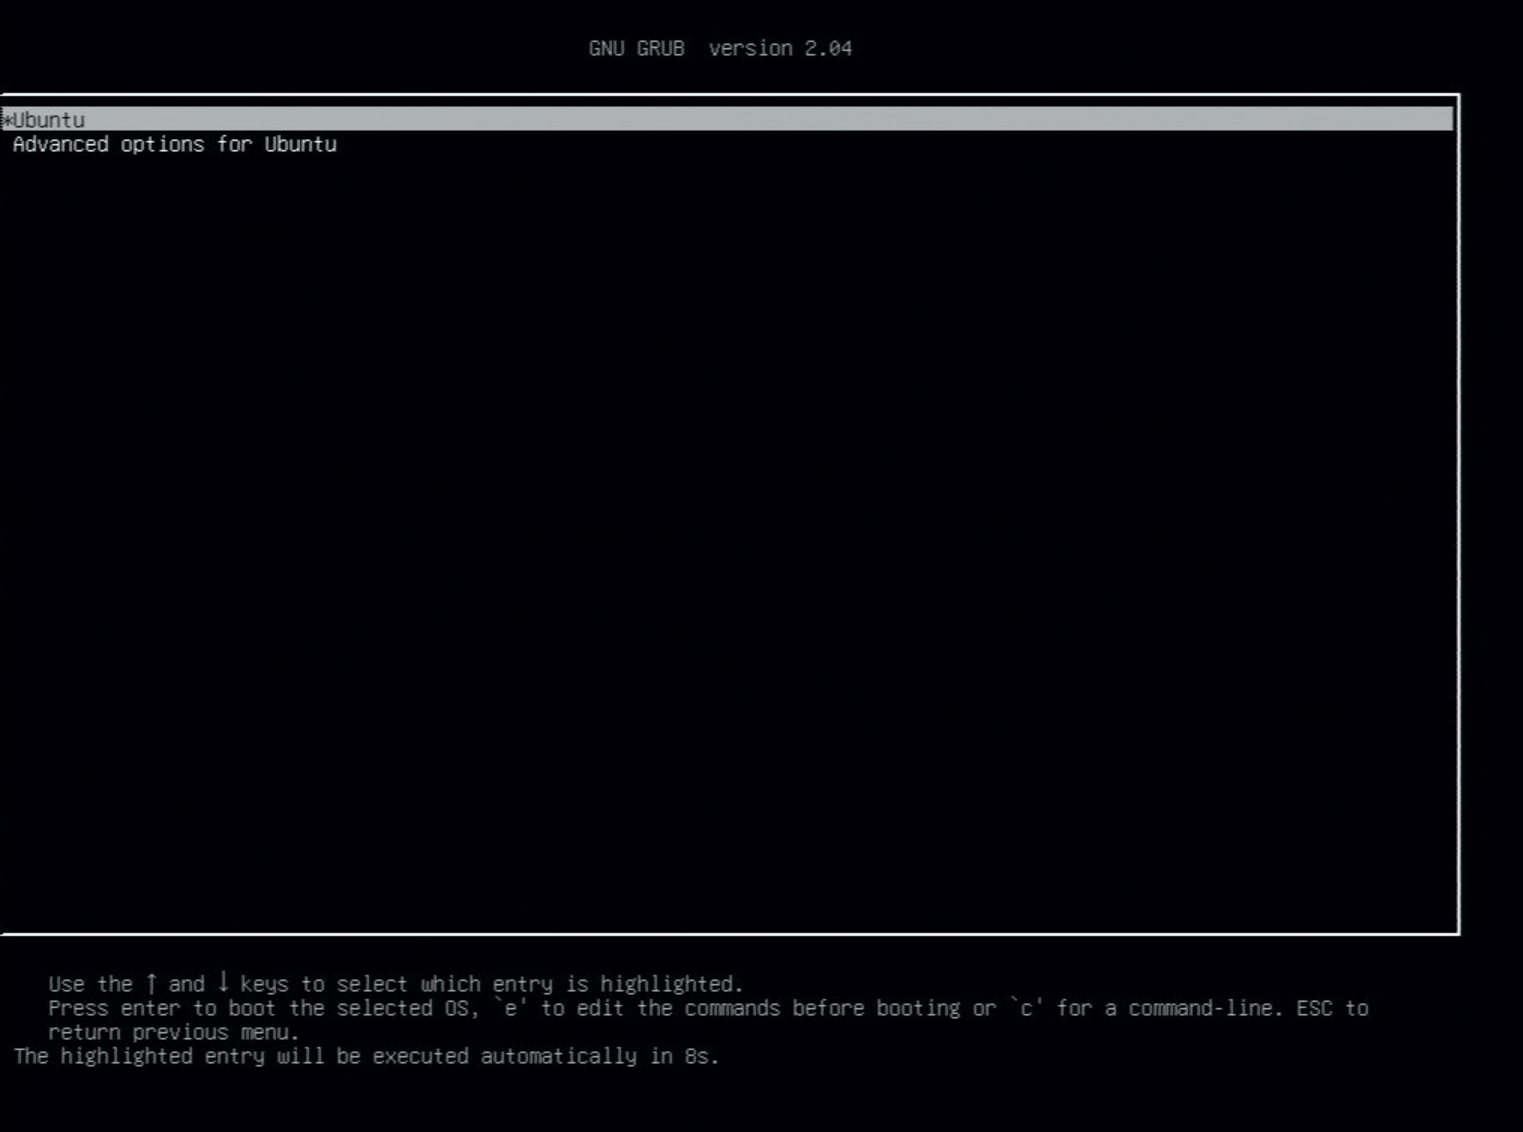 GNU GRUB  version 2.04
*Ubuntu
Advanced options for Ubuntu
Use the ↑ and ↓ keys to select which entry is highlighted.
Press enter to boot the selected OS, `e' to edit the commands before booting or `c' for a command-line. ESC to
return previous menu.
The highlighted entry will be executed automatically in 8s.